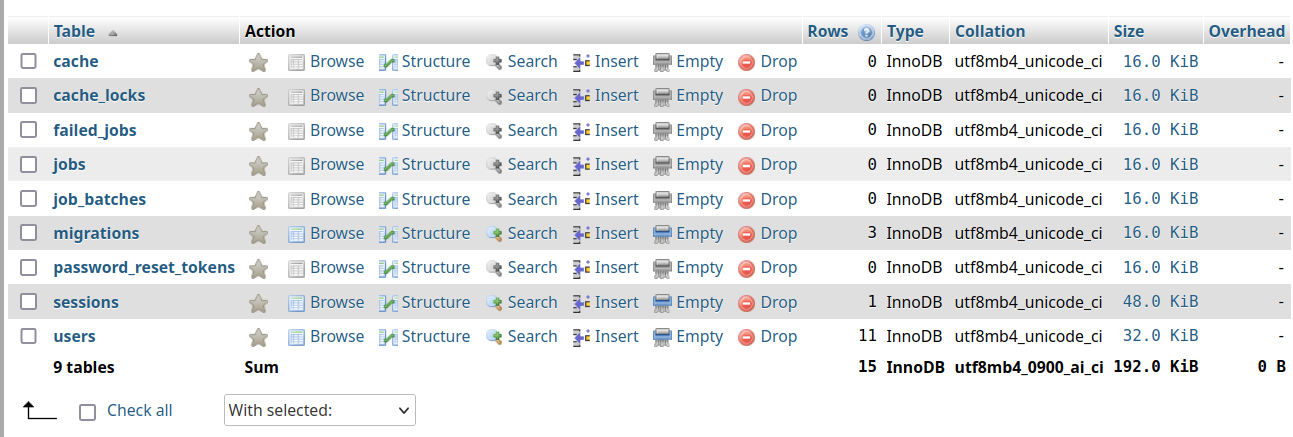 Table Action Rows Type Collation Size Overhead
cache Browse Structure Search Insert Empty Drop 0 InnoDB utf8mb4_unicode_ci 16.0 KiB -
cache_locks Browse Structure Search Insert Empty Drop 0 InnoDB utf8mb4_unicode_ci 16.0 KiB -
failed_jobs Browse Structure Search Insert Empty Drop 0 InnoDB utf8mb4_unicode_ci 16.0 KiB -
jobs Browse Structure Search Insert Empty Drop 0 InnoDB utf8mb4_unicode_ci 16.0 KiB -
job_batches Browse Structure Search Insert Empty Drop 0 InnoDB utf8mb4_unicode_ci 16.0 KiB -
migrations Browse Structure Search Insert Empty Drop 3 InnoDB utf8mb4_unicode_ci 16.0 KiB -
password_reset_tokens Browse Structure Search Insert Empty Drop 0 InnoDB utf8mb4_unicode_ci 16.0 KiB -
sessions Browse Structure Search Insert Empty Drop 1 InnoDB utf8mb4_unicode_ci 48.0 KiB -
users Browse Structure Search Insert Empty Drop 11 InnoDB utf8mb4_unicode_ci 32.0 KiB -
9 tables Sum 15 InnoDB utf8mb4_0900_ai_ci 192.0 KiB 0 B
Check all With selected: